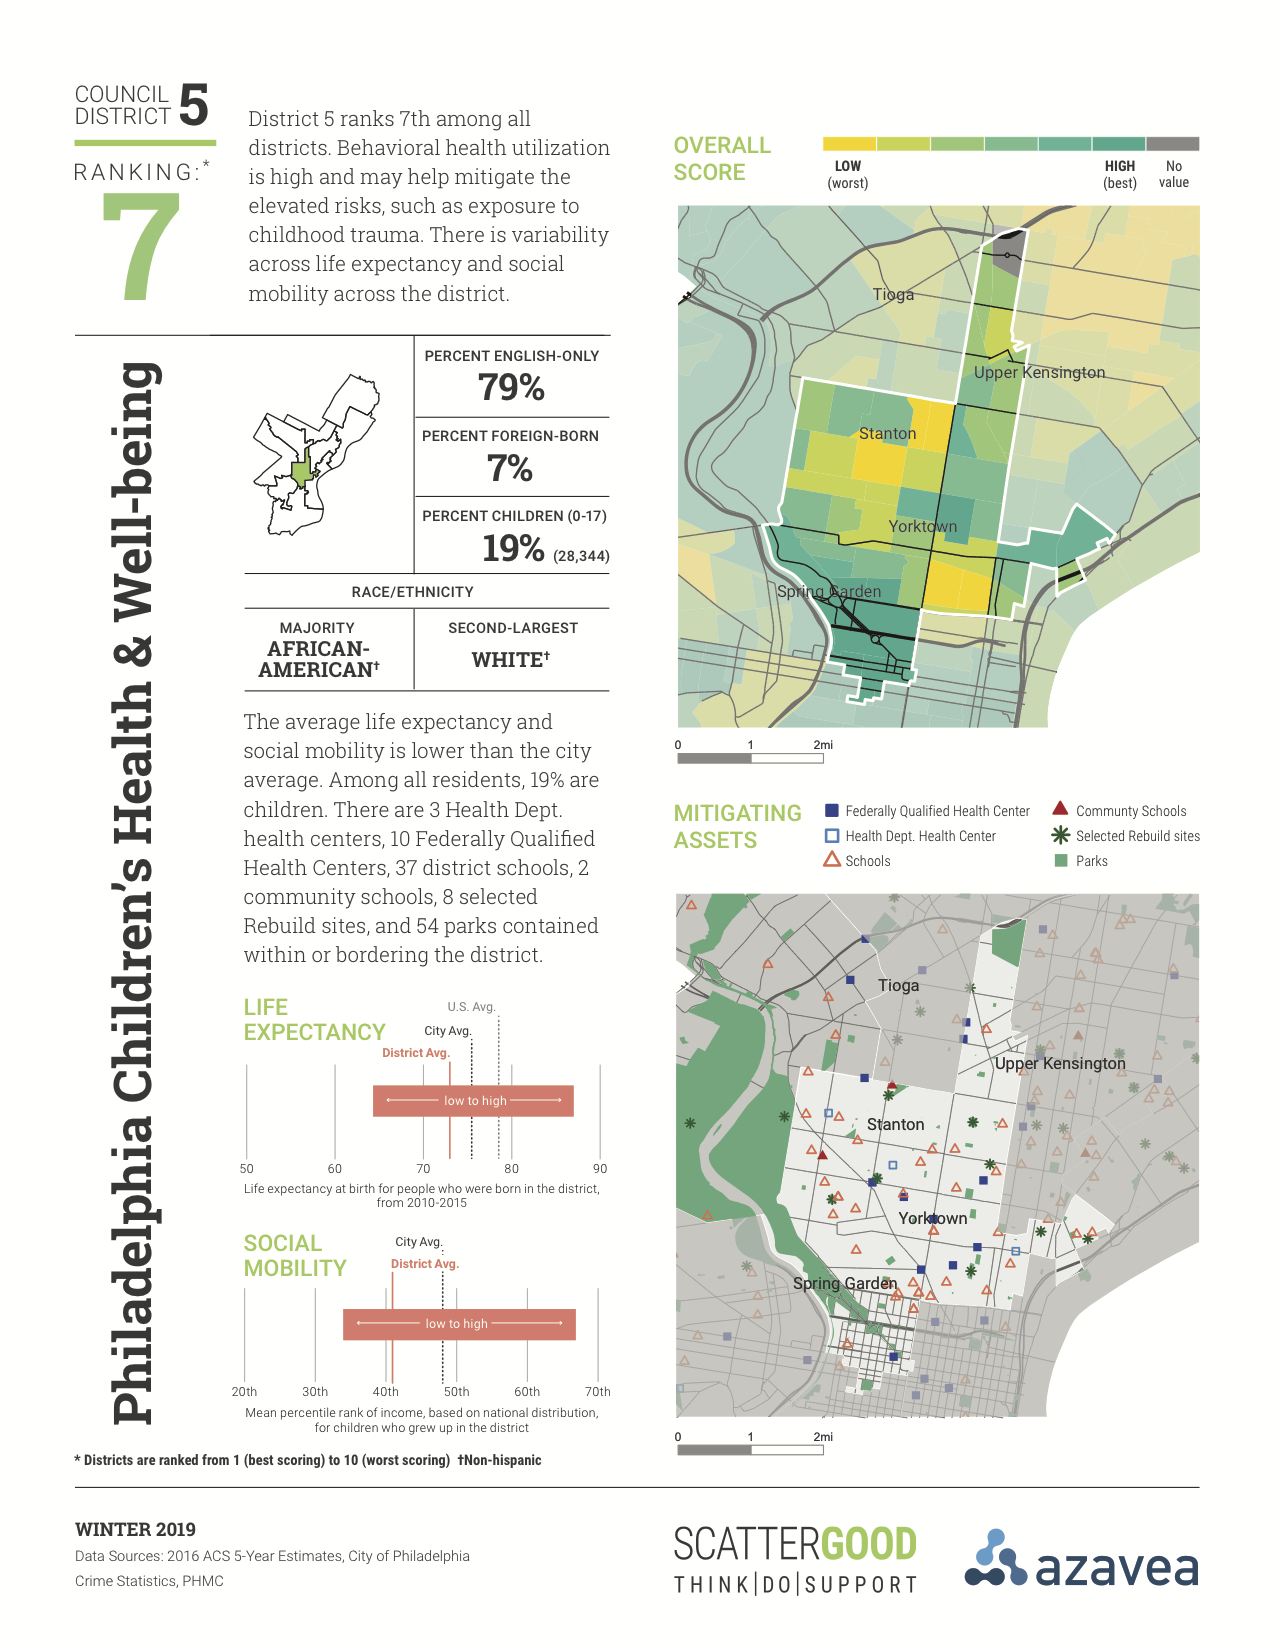 COUNCIL
DISTRICT 5
RANKING:*
7
District 5 ranks 7th among all
districts. Behavioral health utilization
is high and may help mitigate the
elevated risks, such as exposure to
childhood trauma. There is variability
across life expectancy and social
mobility across the district.
Philadelphia Children's Health & Well-being
PERCENT ENGLISH-ONLY
79%
PERCENT FOREIGN-BORN
7%
PERCENT CHILDREN (0-17)
19% (28,344)
RACE/ETHNICITY
MAJORITY
AFRICAN-
AMERICAN†
SECOND-LARGEST
WHITE†
The average life expectancy and
social mobility is lower than the city
average. Among all residents, 19% are
children. There are 3 Health Dept.
health centers, 10 Federally Qualified
Health Centers, 37 district schools, 2
community schools, 8 selected
Rebuild sites, and 54 parks contained
within or bordering the district.
LIFE
EXPECTANCY
U.S. Avg.
City Avg.
District Avg.
low to high
50 60 70 80 90
Life expectancy at birth for people who were born in the district,
from 2010-2015
SOCIAL
MOBILITY
City Avg.
District Avg.
low to high
20th 30th 40th 50th 60th 70th
Mean percentile rank of income, based on national distribution,
for children who grew up in the district
* Districts are ranked from 1 (best scoring) to 10 (worst scoring) †Non-hispanic
OVERALL
SCORE
LOW
(worst)
HIGH
(best)
No
value
Tioga
Upper Kensington
Stanton
Yorktown
Spring Garden
0 1 2mi
MITIGATING
ASSETS
Federally Qualified Health Center
Health Dept. Health Center
Schools
Communty Schools
Selected Rebuild sites
Parks
Tioga
Upper Kensington
Stanton
Yorktown
Spring Garden
0 1 2mi
WINTER 2019
Data Sources: 2016 ACS 5-Year Estimates, City of Philadelphia
Crime Statistics, PHMC
SCATTERGOOD
THINK|DO|SUPPORT
azavea